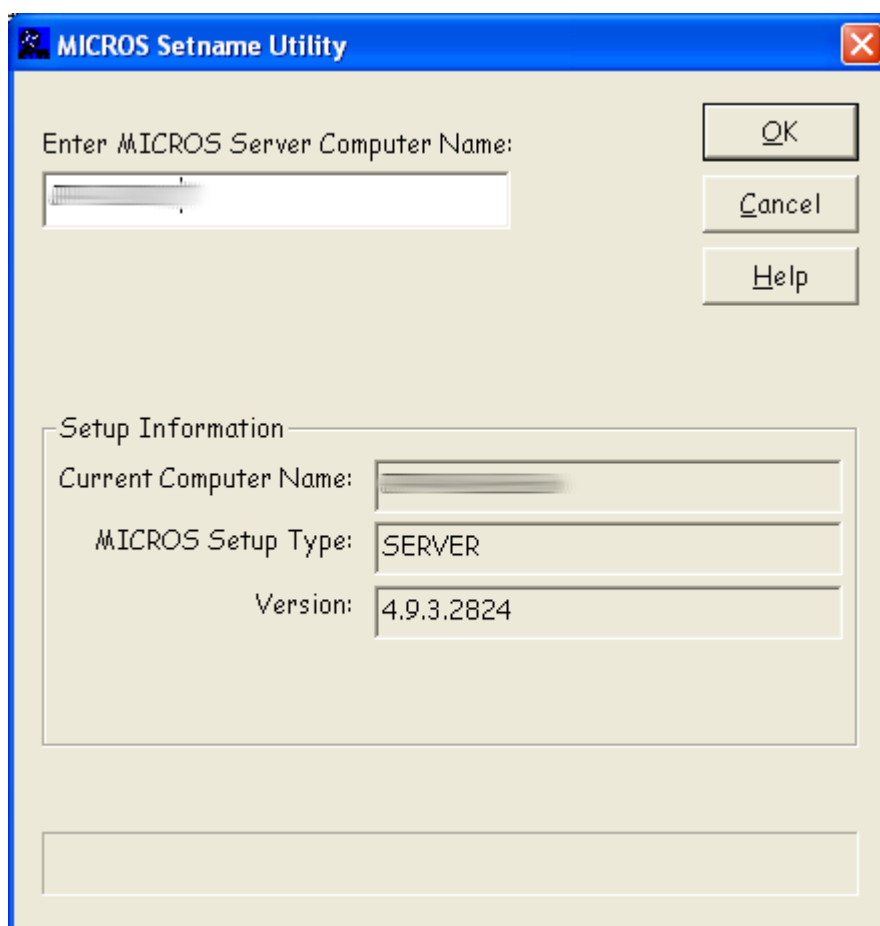 MICROS Setname Utility
Enter MICROS Server Computer Name:
OK
Cancel
Help
Setup Information
Current Computer Name:
MICROS Setup Type: SERVER
Version: 4.9.3.2824